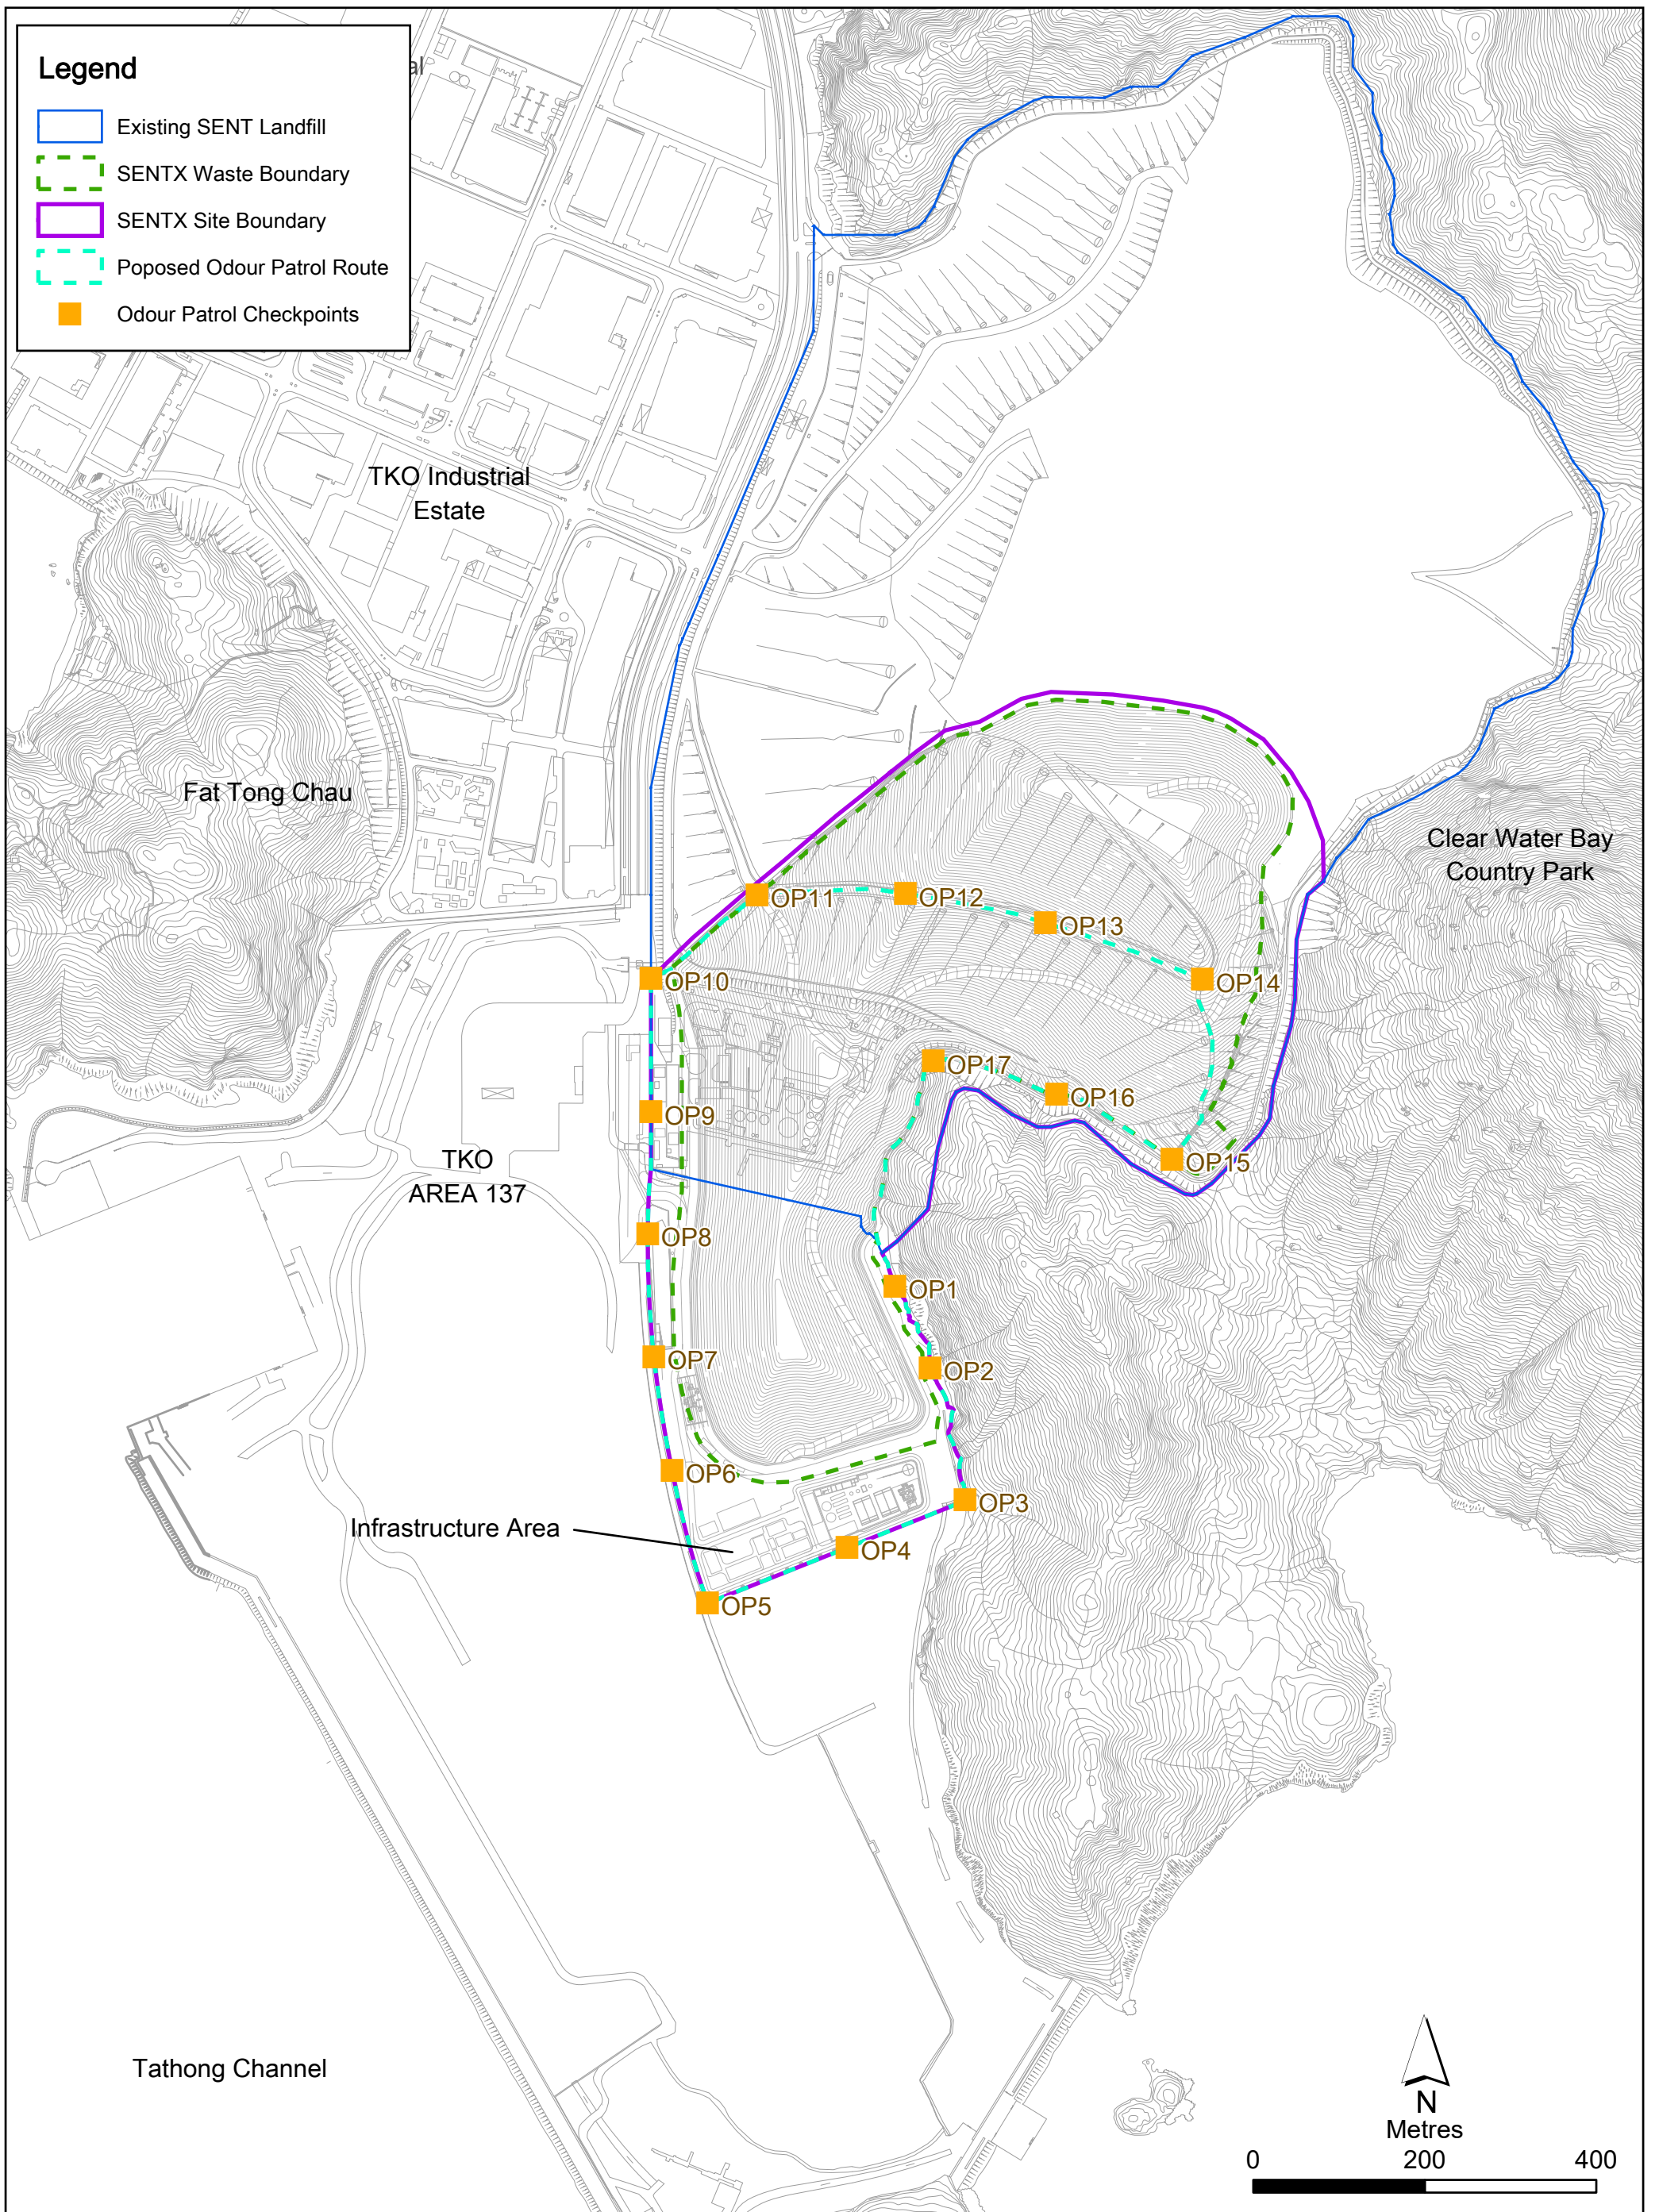 Legend
al
Existing SENT Landfill
SENTX Waste Boundary
SENTX Site Boundary
Poposed Odour Patrol Route
Odour Patrol Checkpoints
TKO Industrial
Estate
Fat Tong Chau
Clear Water Bay
Country Park
OP11
OP12
OP13
OP10
OP14
OP17
OP16
OP9
OP15
TKO
AREA 137
OP8
OP1
OP7
OP2
OP6
OP3
Infrastructure Area
OP4
OP5
Tathong Channel
N
Metres
0 200 400